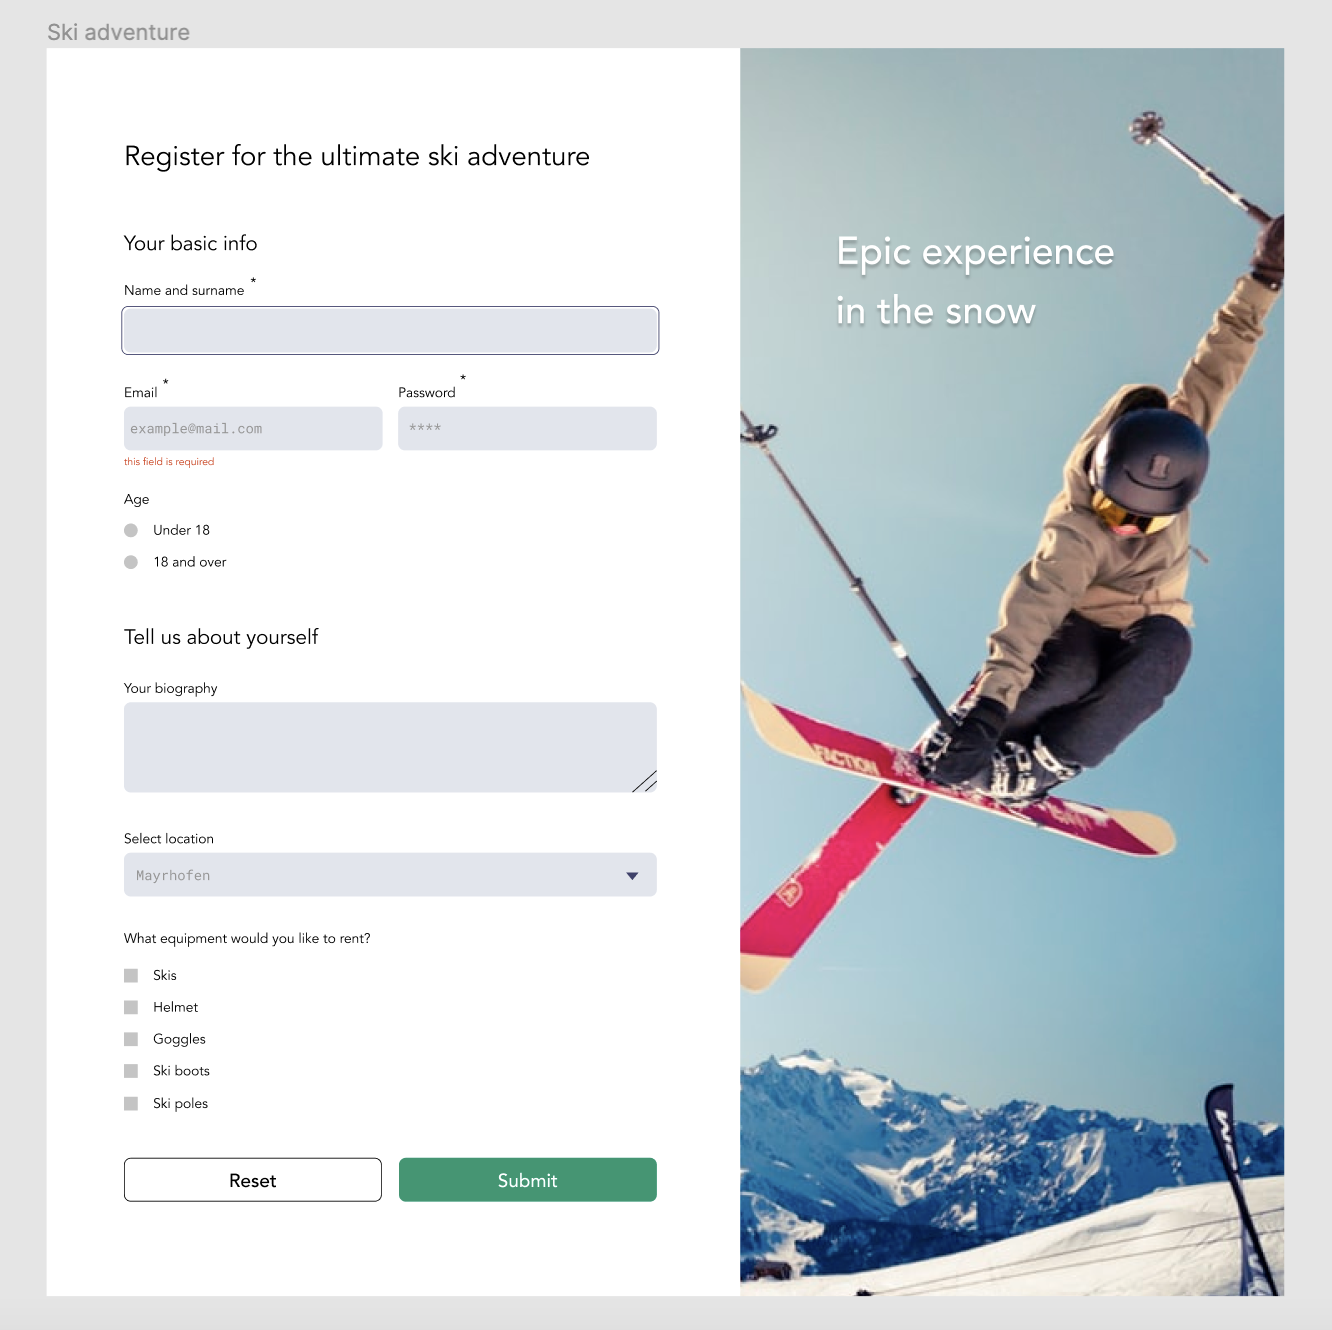 Ski adventure
Register for the ultimate ski adventure
Your basic info
Name and surname *
Email *
example@mail.com
this field is required
Password *
****
Age
Under 18
18 and over
Tell us about yourself
Your biography
Select location
Mayrhofen
What equipment would you like to rent?
Skis
Helmet
Goggles
Ski boots
Ski poles
Reset
Submit
Epic experience
in the snow
FACTION